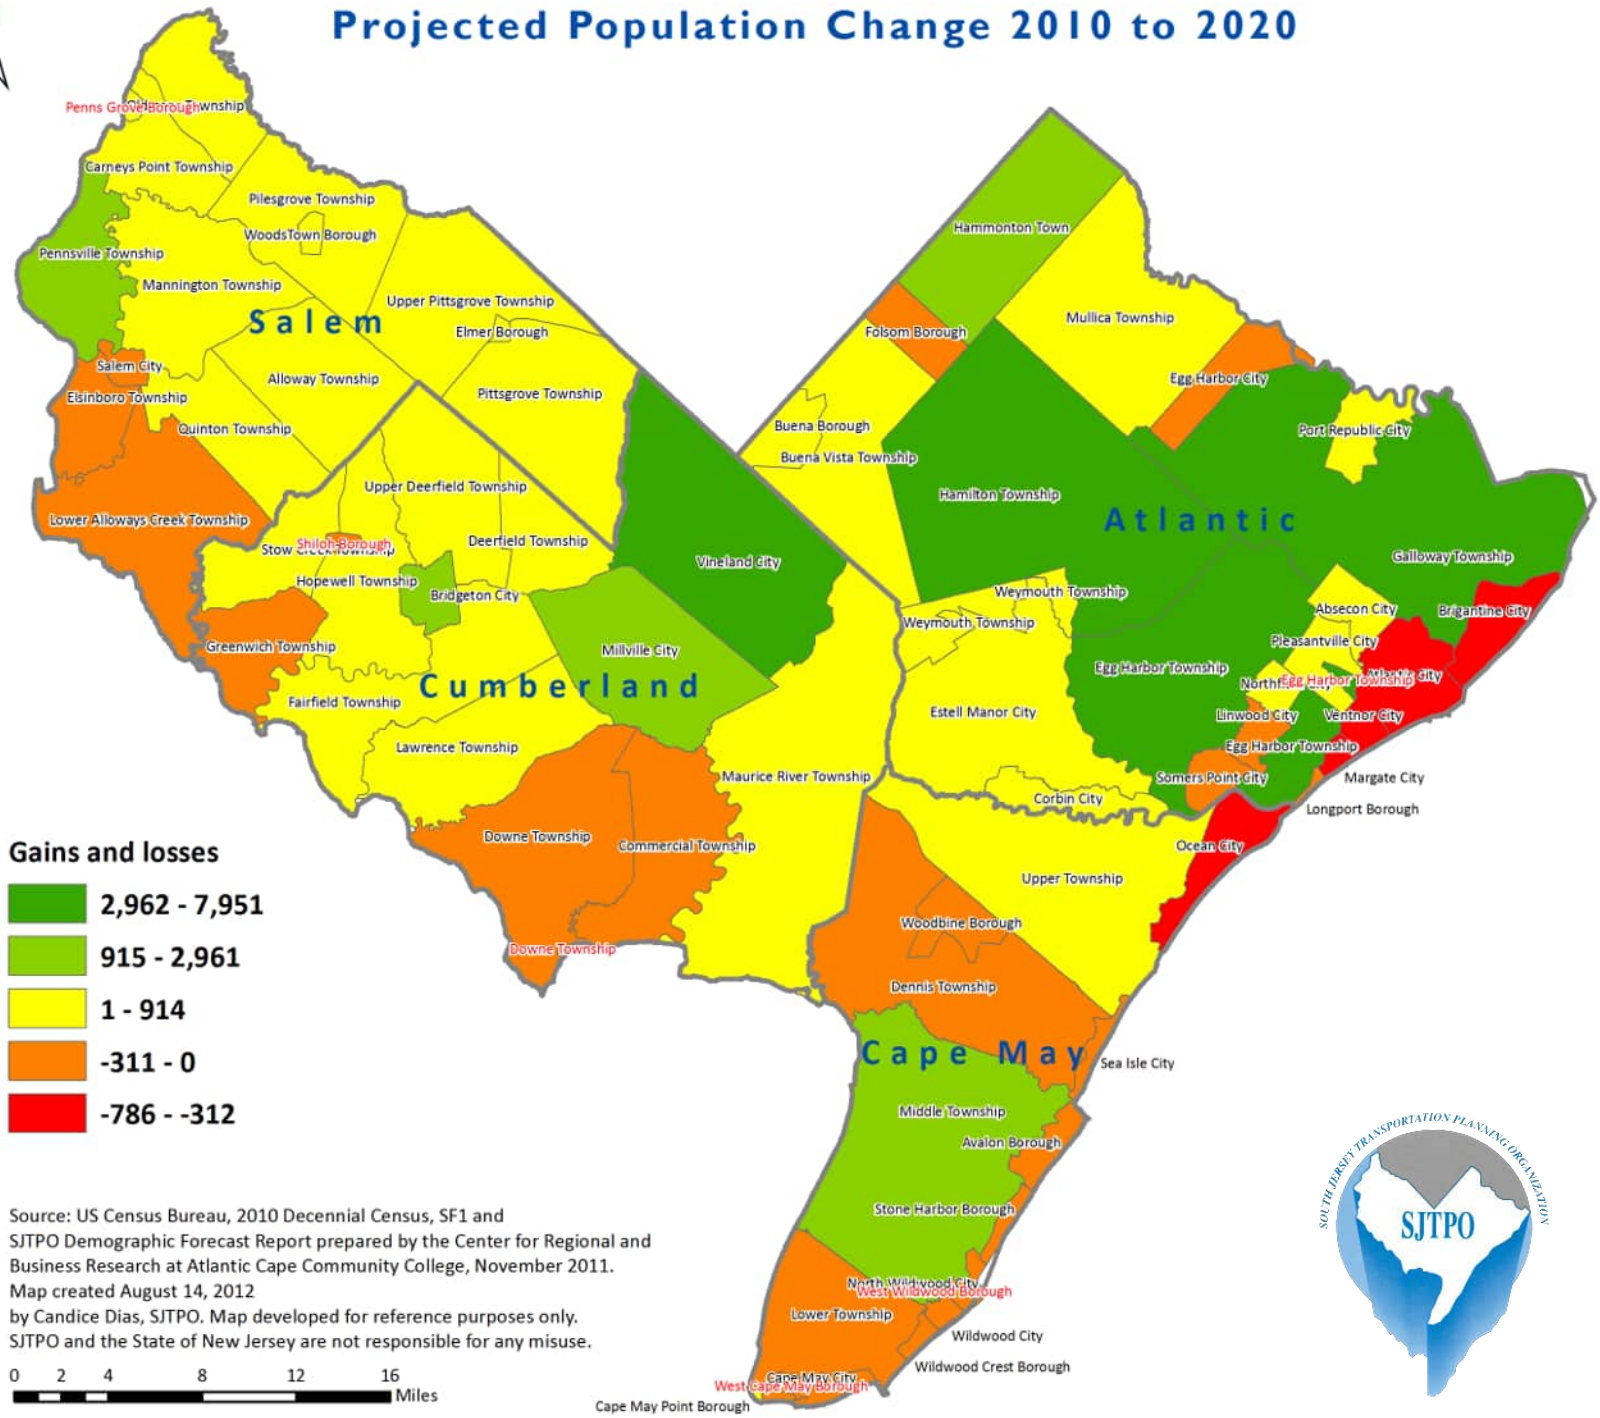 Projected Population Change 2010 to 2020
Penns Grove Borough
Township
Carneys Point Township
Pilesgrove Township
WoodsTown Borough
Pennsville Township
Mannington Township
Upper Pittsgrove Township
Salem
Elmer Borough
Salem City
Alloway Township
Elsinboro Township
Pittsgrove Township
Quinton Township
Hammonton Town
Mullica Township
Folsom Borough
Egg Harbor City
Buena Borough
Port Republic City
Buena Vista Township
Upper Deerfield Township
Hamilton Township
Lower Alloways Creek Township
Atlantic
Shiloh Borough
Stow Creek Township
Deerfield Township
Galloway Township
Vineland City
Hopewell Township
Bridgeton City
Weymouth Township
Absecon City
Brigantine City
Weymouth Township
Greenwich Township
Millville City
Pleasantville City
Egg Harbor Township
City
Egg Harbor Township
Cumberland
Fairfield Township
Estell Manor City
Linwood City
Ventnor City
Lawrence Township
Egg Harbor Township
Maurice River Township
Somers Point City
Margate City
Corbin City
Longport Borough
Downe Township
Commercial Township
Ocean City
Upper Township
Woodbine Borough
Downe Township
Dennis Township
Cape May
Sea Isle City
Middle Township
Avalon Borough
Stone Harbor Borough
North Wildwood City
West Wildwood Borough
Lower Township
Wildwood City
Wildwood Crest Borough
Cape May City
West Cape May Borough
Cape May Point Borough
Gains and losses
2,962 - 7,951
915 - 2,961
1 - 914
-311 - 0
-786 - -312
Source: US Census Bureau, 2010 Decennial Census, SF1 and
SJTPO Demographic Forecast Report prepared by the Center for Regional and
Business Research at Atlantic Cape Community College, November 2011.
Map created August 14, 2012
by Candice Dias, SJTPO. Map developed for reference purposes only.
SJTPO and the State of New Jersey are not responsible for any misuse.
0 2 4 8 12 16
Miles
SOUTH JERSEY TRANSPORTATION PLANNING ORGANIZATION
SJTPO